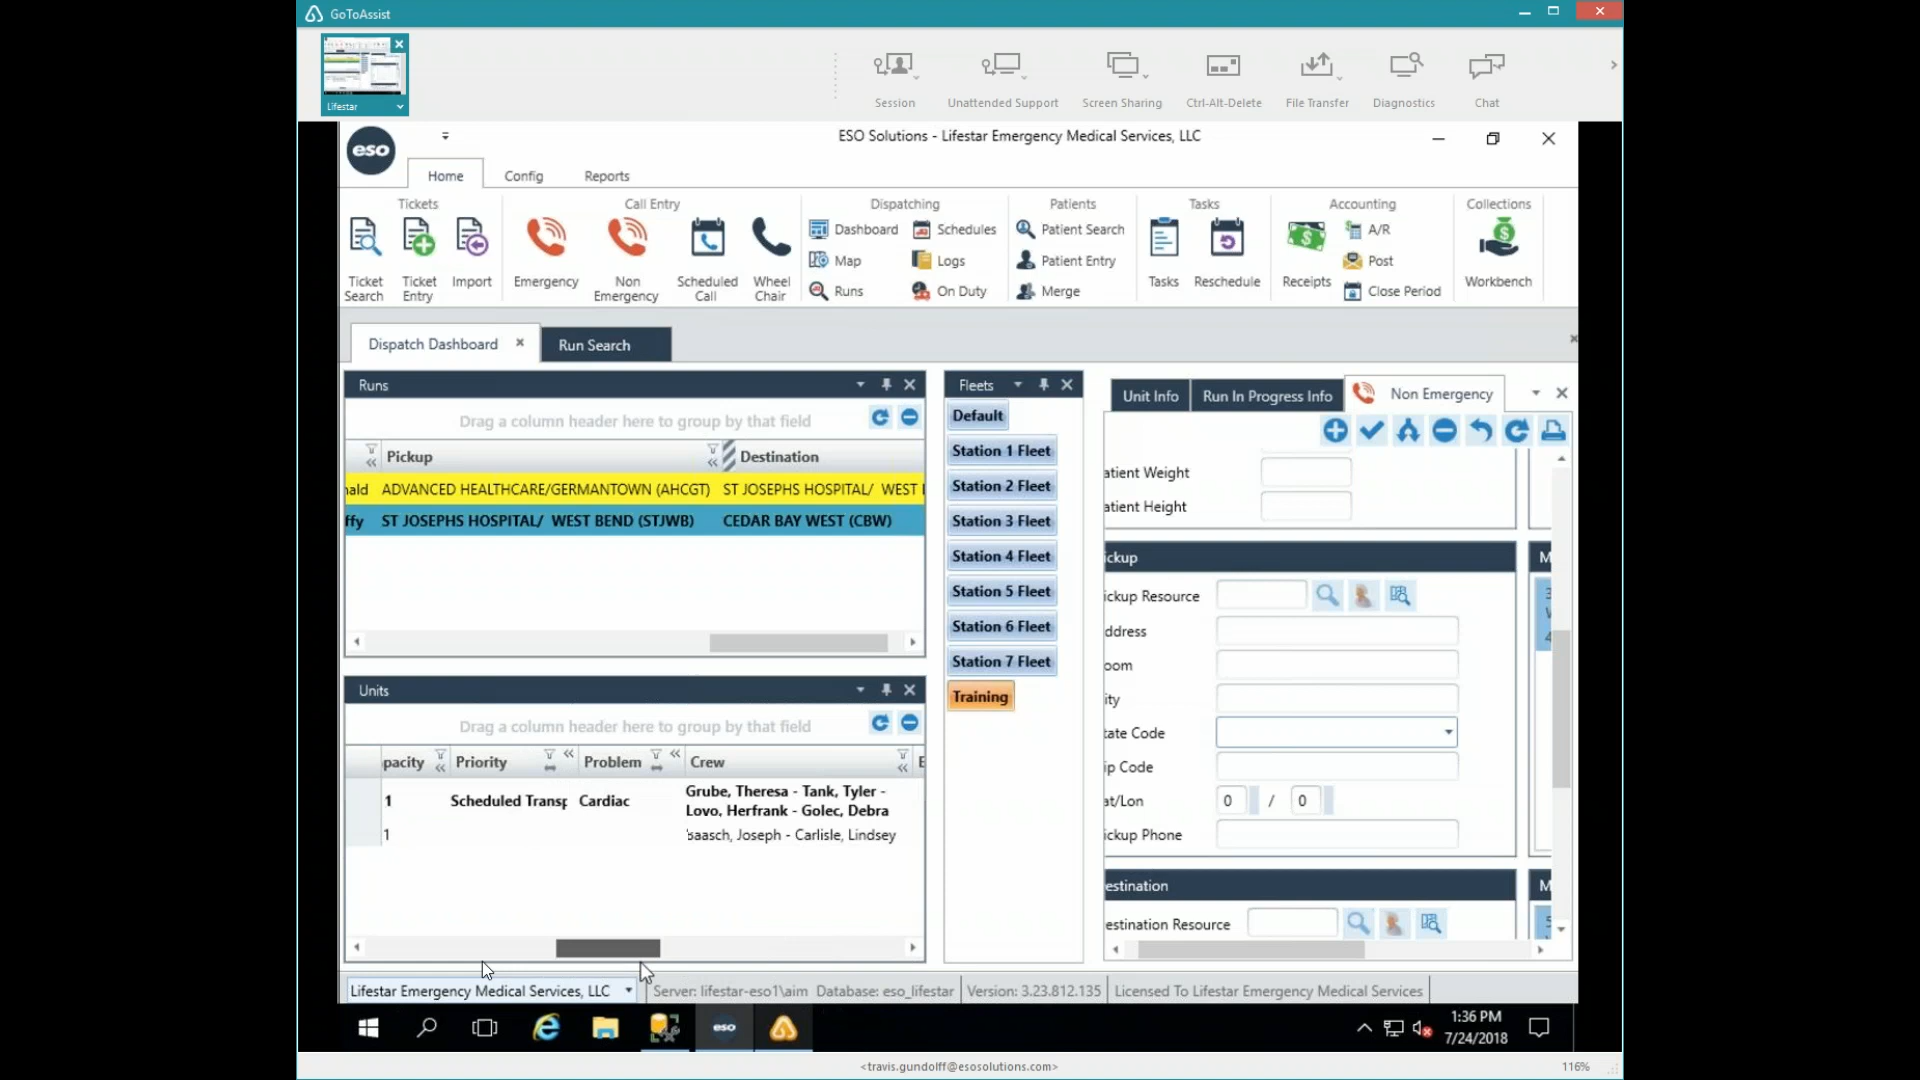 GoToAssist
Lifestar
Session
Unattended Support
Screen Sharing
Ctrl-Alt-Delete
File Transfer
Diagnostics
Chat
eso
ESO Solutions - Lifestar Emergency Medical Services, LLC
Home
Config
Reports
Tickets
Call Entry
Dispatching
Patients
Tasks
Accounting
Collections
Ticket Search
Ticket Entry
Import
Emergency
Non Emergency
Scheduled Call
Wheel Chair
Dashboard
Schedules
Map
Logs
Runs
On Duty
Patient Search
Patient Entry
Merge
Tasks
Reschedule
Receipts
A/R
Post
Close Period
Workbench
Dispatch Dashboard
Run Search
Runs
Drag a column header here to group by that field
Pickup
Destination
nald ADVANCED HEALTHCARE/GERMANTOWN (AHCGT) ST JOSEPHS HOSPITAL/ WEST
ffy ST JOSEPHS HOSPITAL/ WEST BEND (STJWB) CEDAR BAY WEST (CBW)
Units
Drag a column header here to group by that field
pacity Priority Problem Crew E
1 Scheduled Transp Cardiac Grube, Theresa - Tank, Tyler -
Lovo, Herfrank - Golec, Debra
1 saasch, Joseph - Carlisle, Lindsey
Fleets
Default
Station 1 Fleet
Station 2 Fleet
Station 3 Fleet
Station 4 Fleet
Station 5 Fleet
Station 6 Fleet
Station 7 Fleet
Training
Unit Info
Run In Progress Info
Non Emergency
atient Weight
atient Height
ickup
M
ickup Resource
ddress
oom
ity
tate Code
ip Code
at/Lon 0 / 0
ickup Phone
estination
M
estination Resource
Lifestar Emergency Medical Services, LLC
Server: lifestar-eso1\aim Database: eso_lifestar
Version: 3.23.812.135
Licensed To Lifestar Emergency Medical Services
eso
1:36 PM
7/24/2018
<travis.gundolff@esosolutions.com>
116%